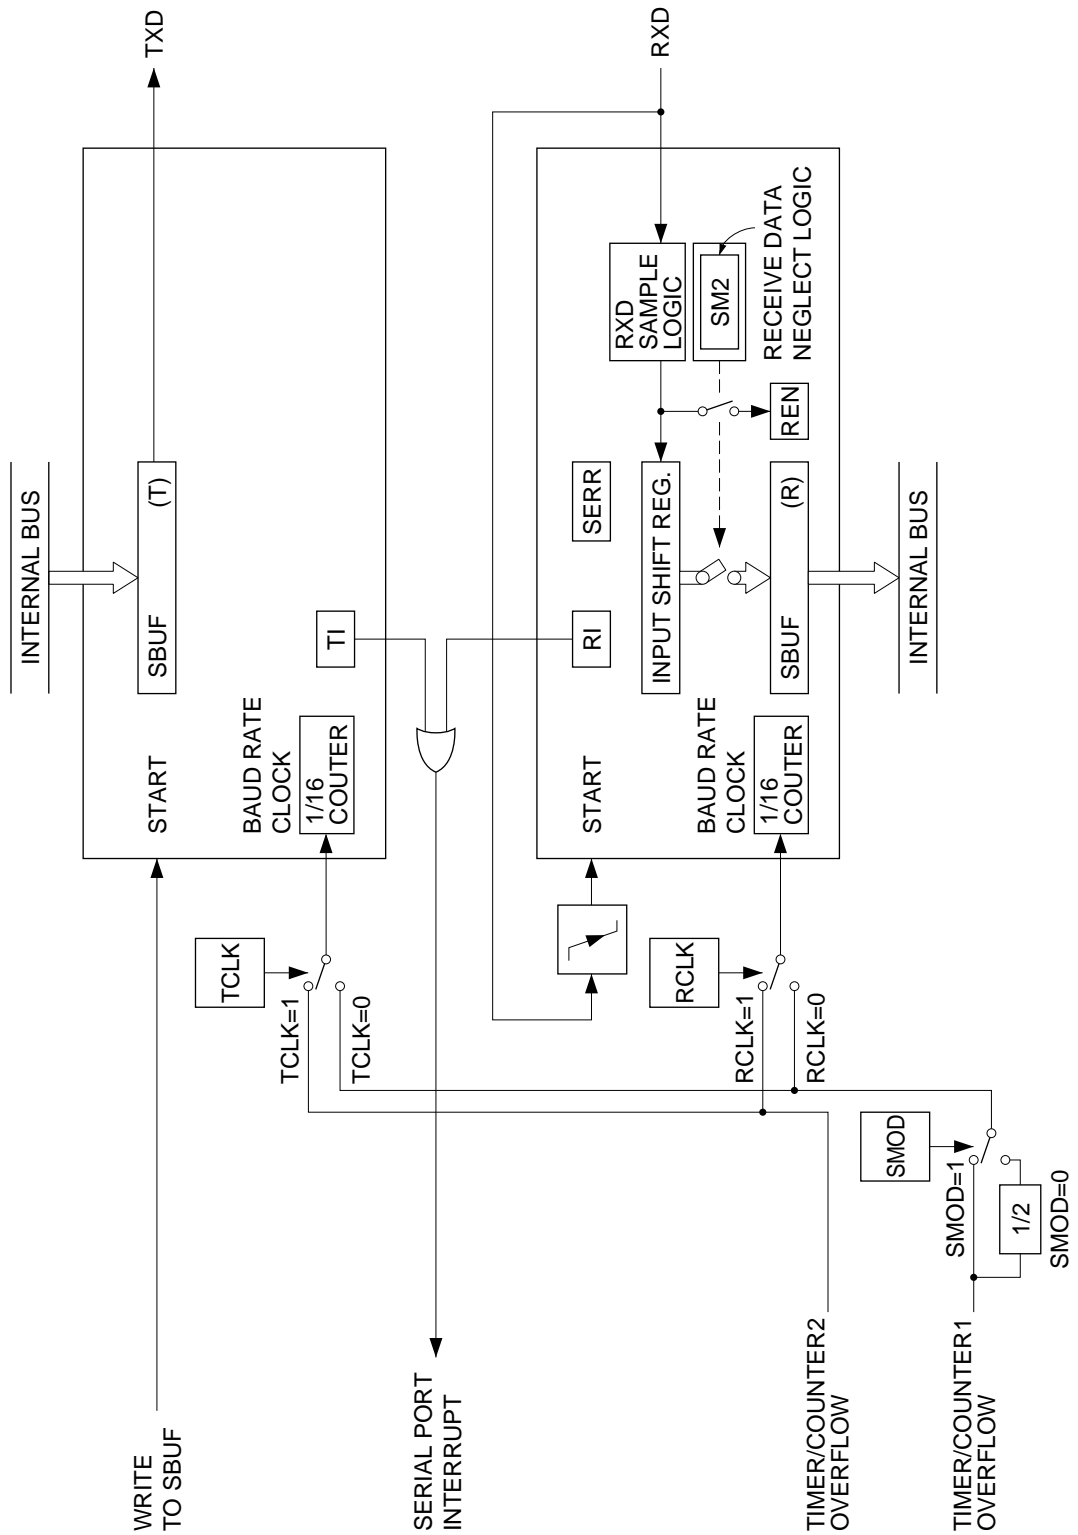 INTERNAL BUS
SBUF (T)
TXD
WRITE
TO SBUF
START
TCLK
TCLK=1
TCLK=0
BAUD RATE
CLOCK
1/16
COUTER
TI
SERIAL PORT
INTERRUPT
RXD
START
RI
SERR
RXD
SAMPLE
LOGIC
INPUT SHIFT REG.
SM2
RECEIVE DATA
NEGLECT LOGIC
REN
RCLK
RCLK=1
RCLK=0
BAUD RATE
CLOCK
1/16
COUTER
SBUF (R)
INTERNAL BUS
TIMER/COUNTER2
OVERFLOW
SMOD
SMOD=1
1/2
SMOD=0
TIMER/COUNTER1
OVERFLOW